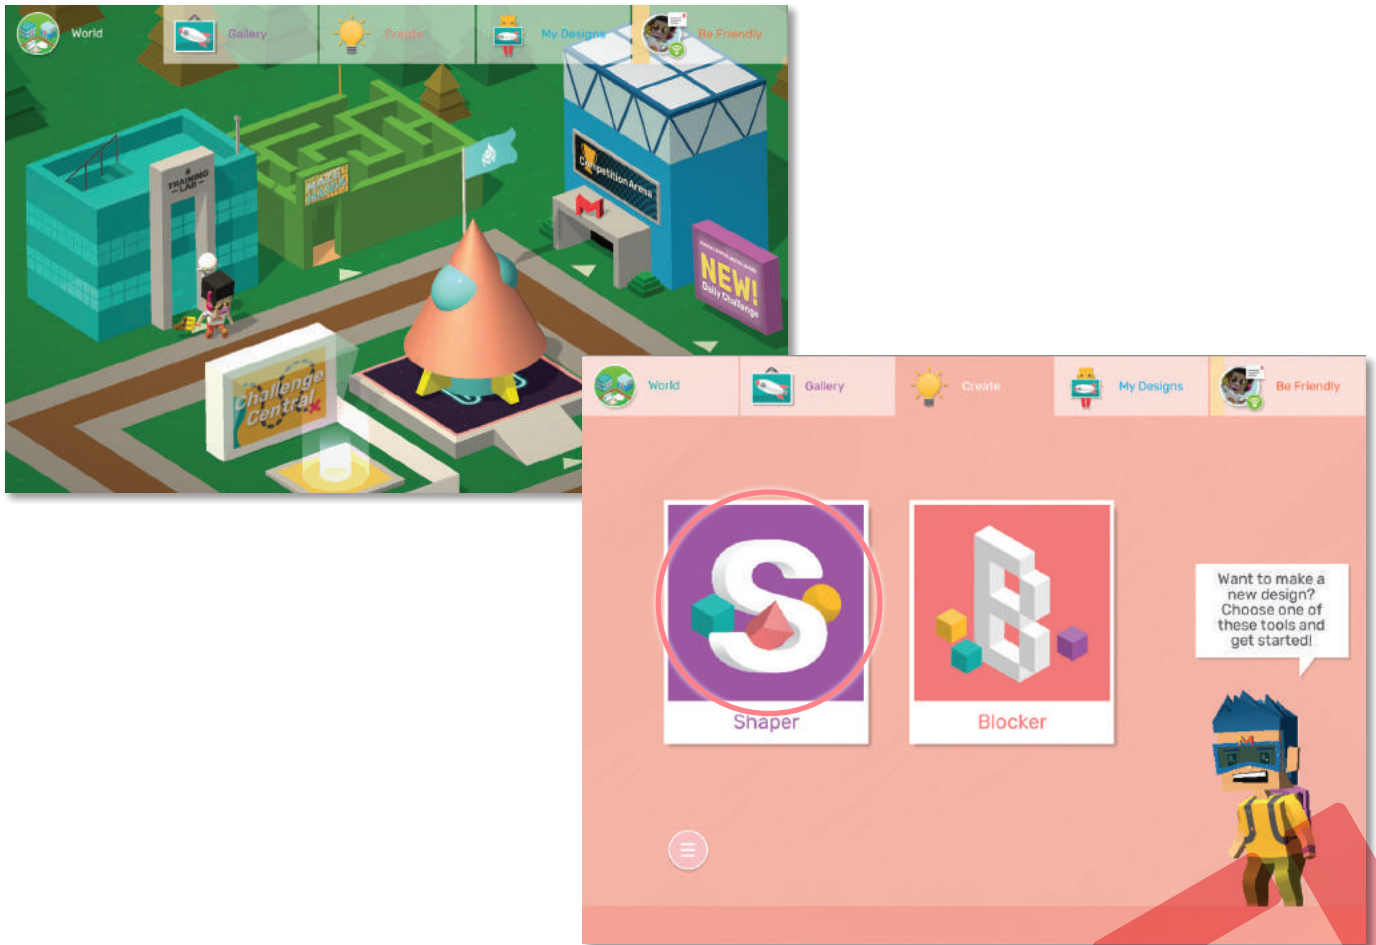 World
Gallery
Create
My Designs
Be Friendly
TRAINING
LAB
MAZE
Competition Arena
M
NEW!
Daily Challenge
Challenge
Central
World
Gallery
Create
My Designs
Be Friendly
S
B
Shaper
Blocker
Want to make a
new design?
Choose one of
these tools and
get started!
M